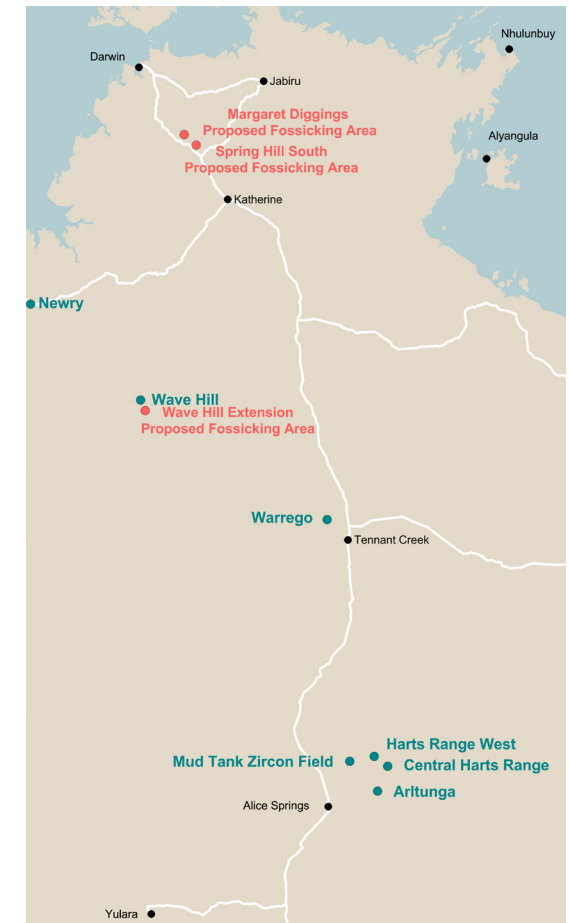 Nhulunbuy
Darwin
Jabiru
Margaret Diggings
Proposed Fossicking Area
Alyangula
Spring Hill South
Proposed Fossicking Area
Katherine
Newry
Wave Hill
Wave Hill Extension
Proposed Fossicking Area
Warrego
Tennant Creek
Harts Range West
Mud Tank Zircon Field
Central Harts Range
Arltunga
Alice Springs
Yulara